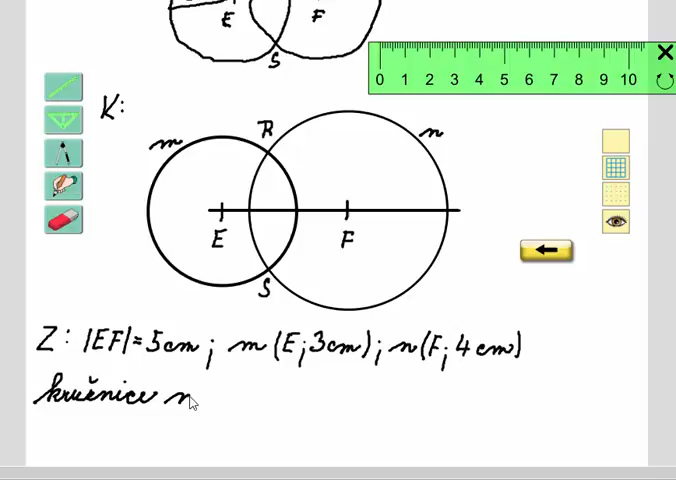 E F
S
0 1 2 3 4 5 6 7 8 9 10
K:
m R n
E F
S
Z: |EF|=5cm; m(E;3cm); n(F;4cm)
kružnice